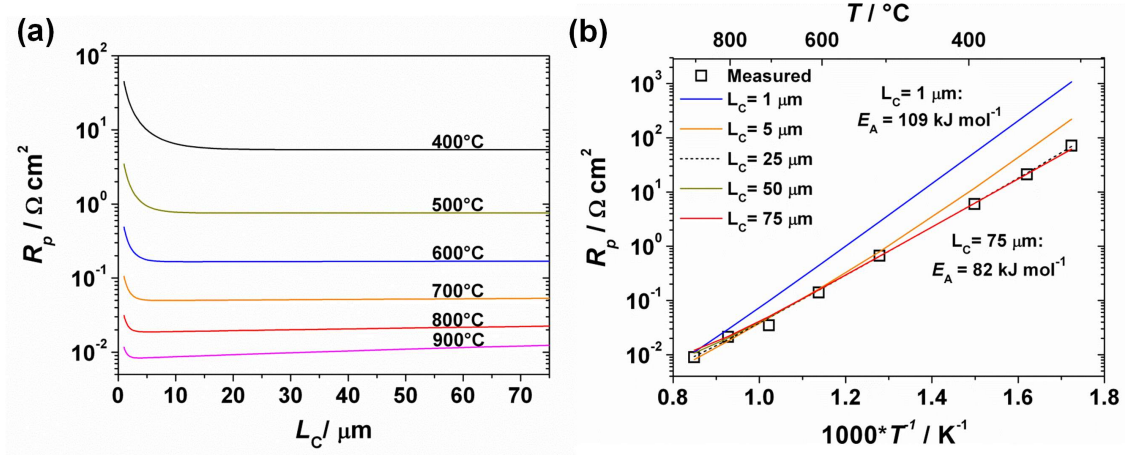 (a)
10²
10¹
10⁰
10⁻¹
10⁻²
R_p / Ω cm²
400°C
500°C
600°C
700°C
800°C
900°C
0 10 20 30 40 50 60 70
L_C/ μm
(b)
T / °C
800 600 400
10³
10²
10¹
10⁰
10⁻¹
10⁻²
R_p / Ω cm²
Measured
L_C= 1 μm
L_C= 5 μm
L_C= 25 μm
L_C= 50 μm
L_C= 75 μm
L_C= 1 μm:
E_A = 109 kJ mol⁻¹
L_C= 75 μm:
E_A = 82 kJ mol⁻¹
0.8 1.0 1.2 1.4 1.6 1.8
1000*T⁻¹ / K⁻¹